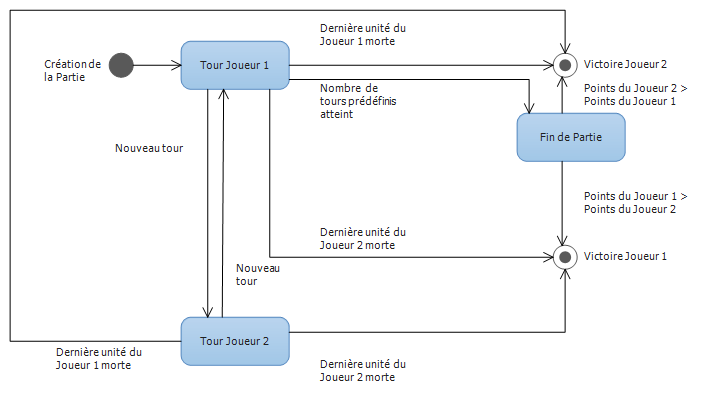 Dernière unité du
Joueur 1 morte
Création de
la Partie
Tour Joueur 1
Victoire Joueur 2
Nombre de
tours prédéfinis
atteint
Points du Joueur 2 >
Points du Joueur 1
Fin de Partie
Nouveau tour
Points du Joueur 1 >
Points du Joueur 2
Dernière unité du
Joueur 2 morte
Victoire Joueur 1
Nouveau
tour
Tour Joueur 2
Dernière unité du
Joueur 1 morte
Dernière unité du
Joueur 2 morte